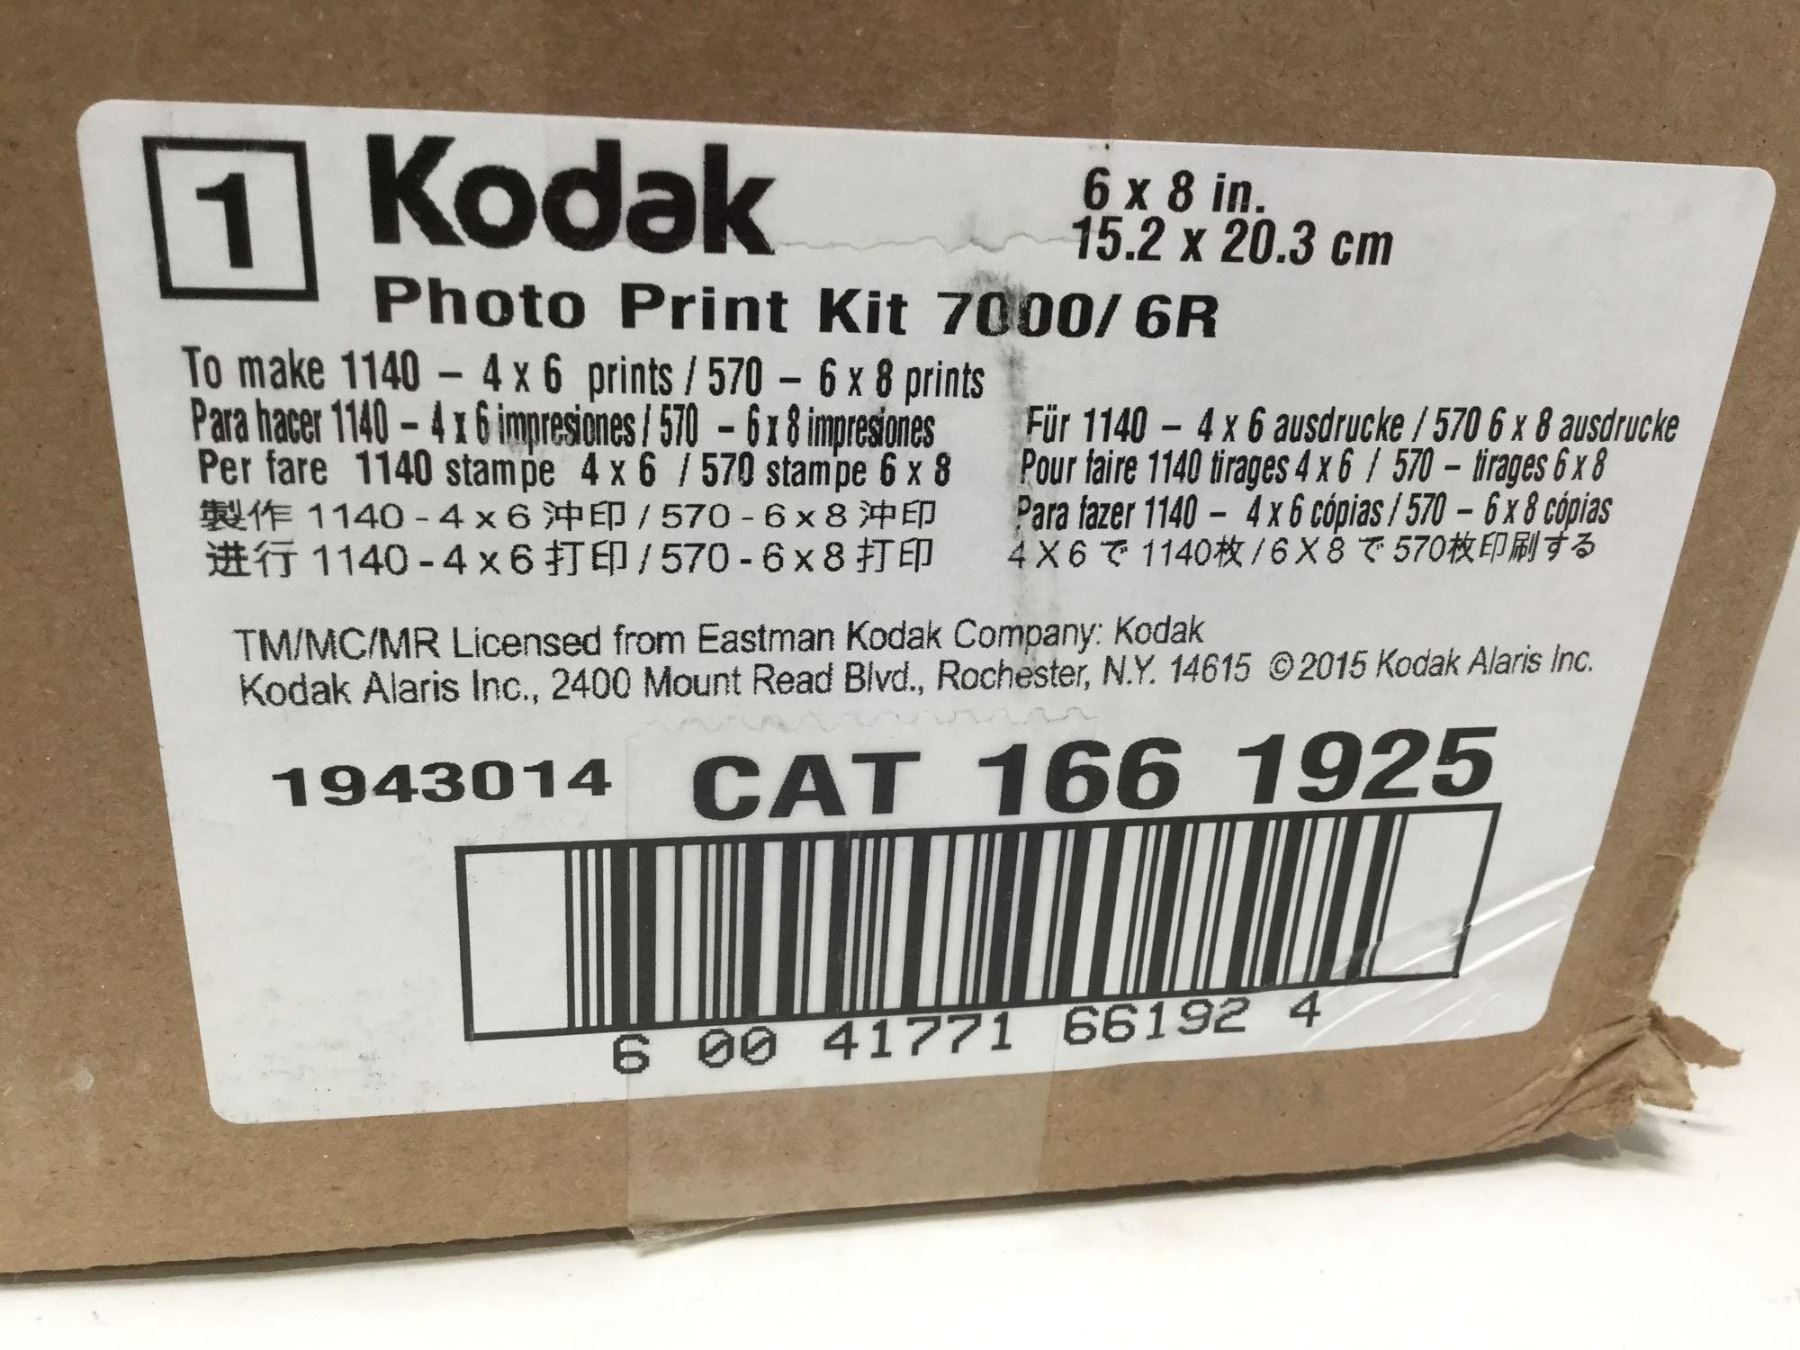 1
Kodak
6 x 8 in.
15.2 x 20.3 cm
Photo Print Kit 7000/ 6R
To make 1140 – 4 x 6 prints / 570 – 6 x 8 prints
Para hacer 1140 – 4 x 6 impresiones / 570 – 6 x 8 impresiones
Per fare 1140 stampe 4 x 6 / 570 stampe 6 x 8
製作 1140 - 4 x 6 沖印 / 570 - 6 x 8 沖印
进行 1140 - 4 x 6 打印 / 570 - 6 x 8 打印
Für 1140 – 4 x 6 ausdrucke / 570 6 x 8 ausdrucke
Pour faire 1140 tirages 4 x 6 / 570 – tirages 6 x 8
Para fazer 1140 – 4 x 6 cópias / 570 – 6 x 8 cópias
4 X 6 で 1140枚 / 6 X 8 で 570枚印刷する
TM/MC/MR Licensed from Eastman Kodak Company: Kodak
Kodak Alaris Inc., 2400 Mount Read Blvd., Rochester, N.Y. 14615 ©2015 Kodak Alaris Inc.
1943014 CAT 166 1925
6 00 41771 66192 4